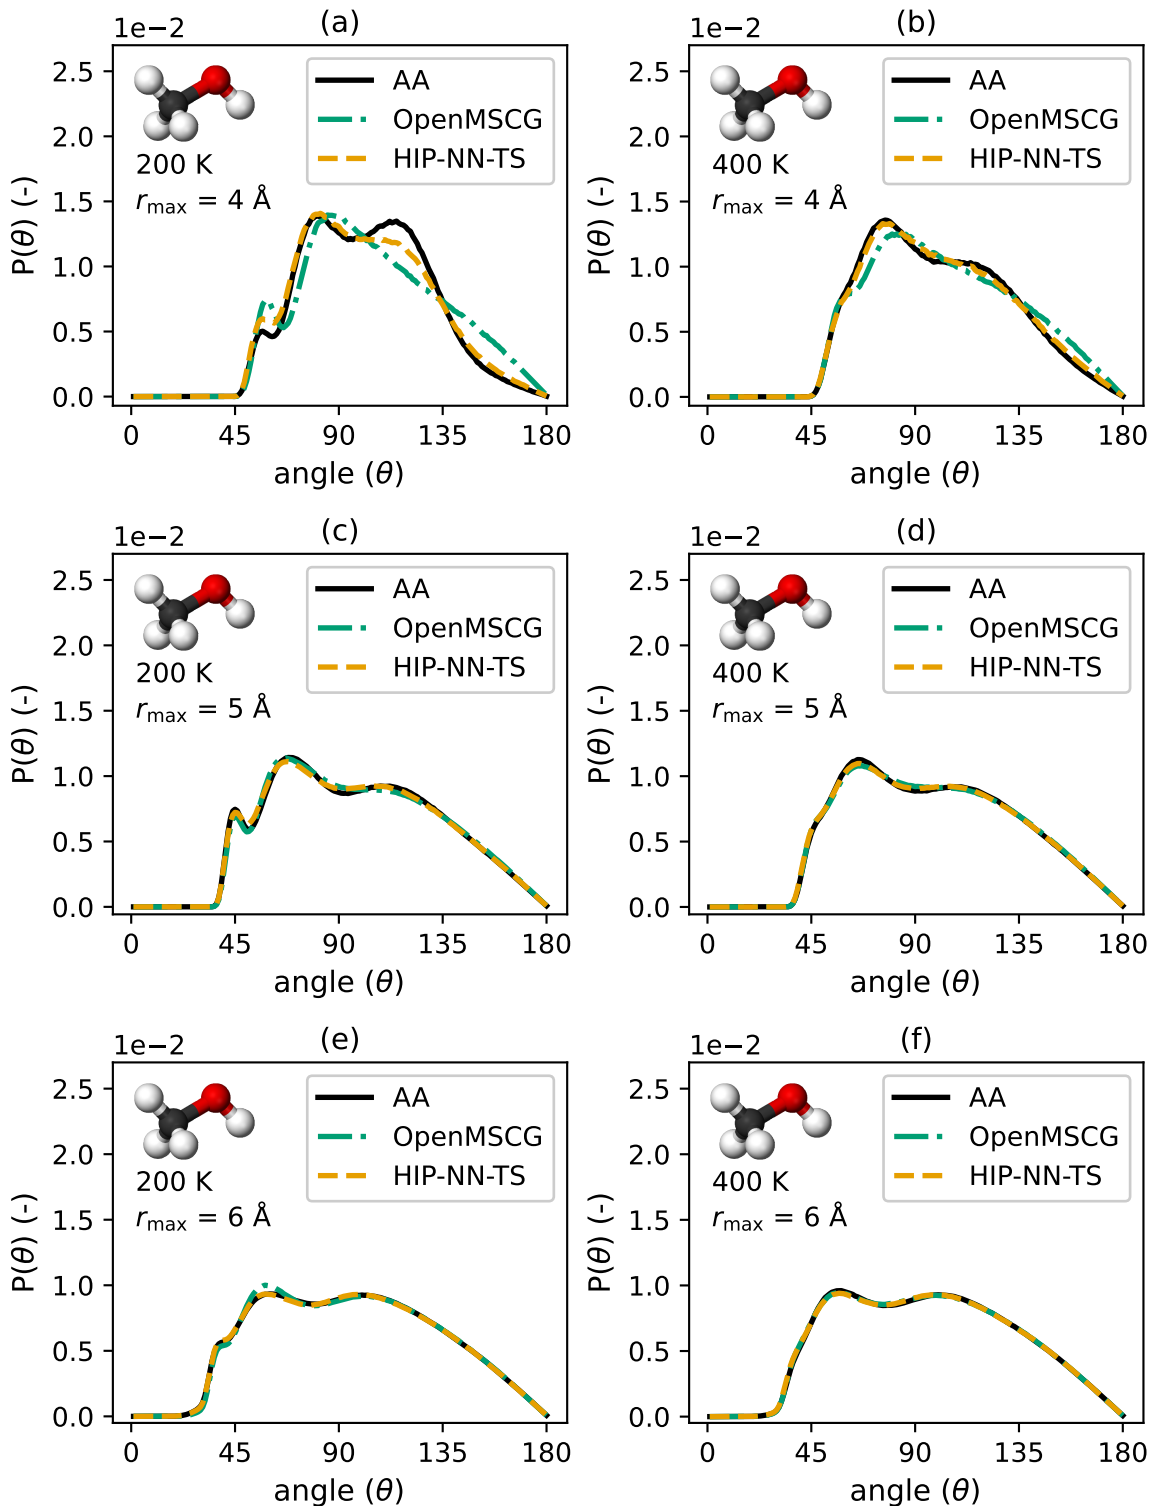 (a)
1e−2
2.5
2.0
1.5
1.0
0.5
0.0
P(θ) (-)
AA
OpenMSCG
HIP-NN-TS
200 K
rmax = 4 Å
0 45 90 135 180
angle (θ)
(b)
1e−2
2.5
2.0
1.5
1.0
0.5
0.0
P(θ) (-)
AA
OpenMSCG
HIP-NN-TS
400 K
rmax = 4 Å
0 45 90 135 180
angle (θ)
(c)
1e−2
2.5
2.0
1.5
1.0
0.5
0.0
P(θ) (-)
AA
OpenMSCG
HIP-NN-TS
200 K
rmax = 5 Å
0 45 90 135 180
angle (θ)
(d)
1e−2
2.5
2.0
1.5
1.0
0.5
0.0
P(θ) (-)
AA
OpenMSCG
HIP-NN-TS
400 K
rmax = 5 Å
0 45 90 135 180
angle (θ)
(e)
1e−2
2.5
2.0
1.5
1.0
0.5
0.0
P(θ) (-)
AA
OpenMSCG
HIP-NN-TS
200 K
rmax = 6 Å
0 45 90 135 180
angle (θ)
(f)
1e−2
2.5
2.0
1.5
1.0
0.5
0.0
P(θ) (-)
AA
OpenMSCG
HIP-NN-TS
400 K
rmax = 6 Å
0 45 90 135 180
angle (θ)